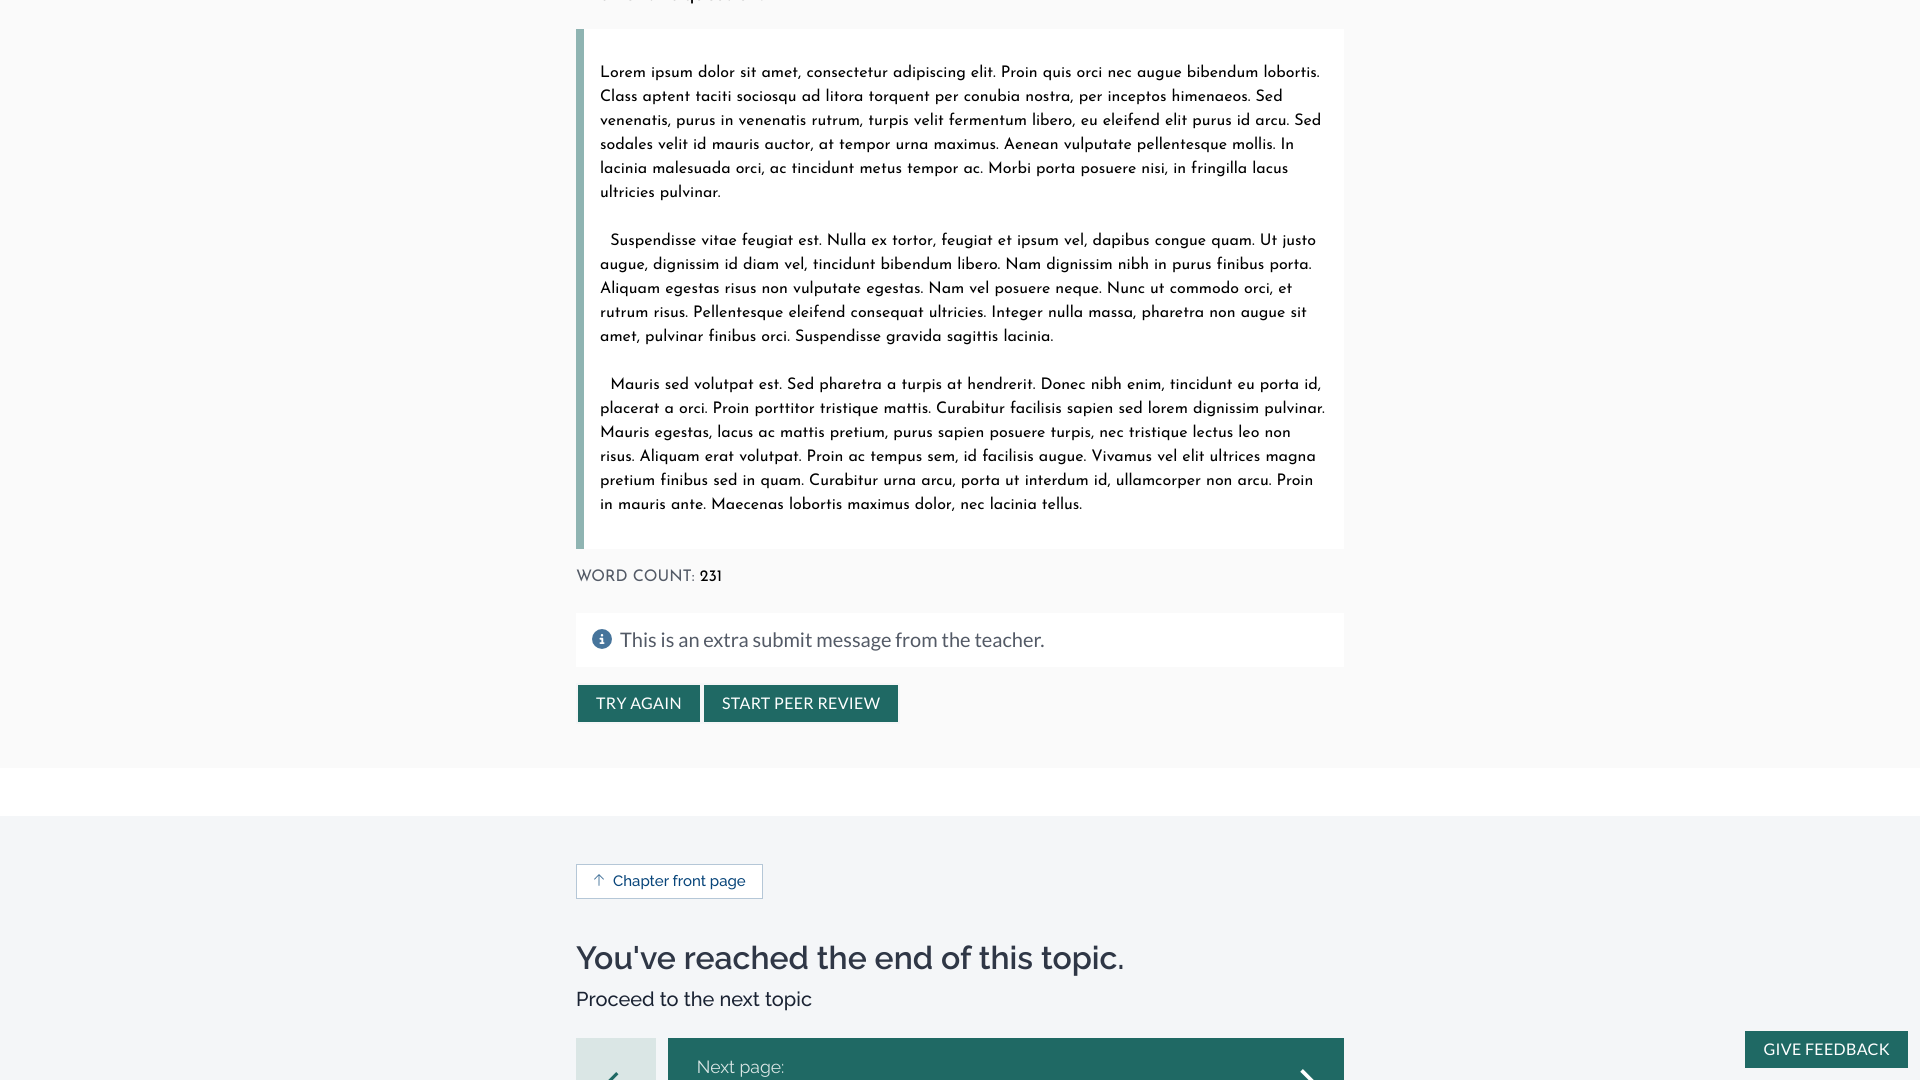 Lorem ipsum dolor sit amet, consectetur adipiscing elit. Proin quis orci nec augue bibendum lobortis.
Class aptent taciti sociosqu ad litora torquent per conubia nostra, per inceptos himenaeos. Sed
venenatis, purus in venenatis rutrum, turpis velit fermentum libero, eu eleifend elit purus id arcu. Sed
sodales velit id mauris auctor, at tempor urna maximus. Aenean vulputate pellentesque mollis. In
lacinia malesuada orci, ac tincidunt metus tempor ac. Morbi porta posuere nisi, in fringilla lacus
ultricies pulvinar.
Suspendisse vitae feugiat est. Nulla ex tortor, feugiat et ipsum vel, dapibus congue quam. Ut justo
augue, dignissim id diam vel, tincidunt bibendum libero. Nam dignissim nibh in purus finibus porta.
Aliquam egestas risus non vulputate egestas. Nam vel posuere neque. Nunc ut commodo orci, et
rutrum risus. Pellentesque eleifend consequat ultricies. Integer nulla massa, pharetra non augue sit
amet, pulvinar finibus orci. Suspendisse gravida sagittis lacinia.
Mauris sed volutpat est. Sed pharetra a turpis at hendrerit. Donec nibh enim, tincidunt eu porta id,
placerat a orci. Proin porttitor tristique mattis. Curabitur facilisis sapien sed lorem dignissim pulvinar.
Mauris egestas, lacus ac mattis pretium, purus sapien posuere turpis, nec tristique lectus leo non
risus. Aliquam erat volutpat. Proin ac tempus sem, id facilisis augue. Vivamus vel elit ultrices magna
pretium finibus sed in quam. Curabitur urna arcu, porta ut interdum id, ullamcorper non arcu. Proin
in mauris ante. Maecenas lobortis maximus dolor, nec lacinia tellus.
WORD COUNT: 231
This is an extra submit message from the teacher.
TRY AGAIN START PEER REVIEW
Chapter front page
You've reached the end of this topic.
Proceed to the next topic
Next page:
GIVE FEEDBACK